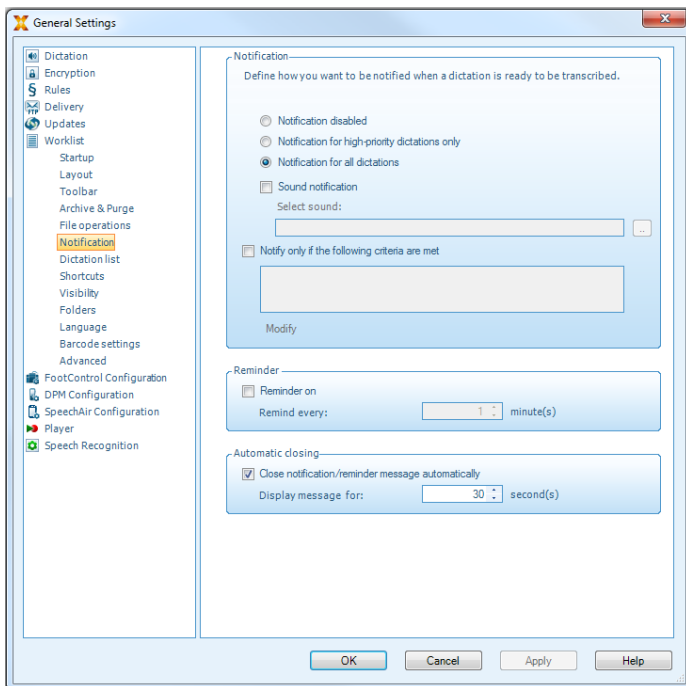 General Settings
Dictation
Encryption
§ Rules
FTP Delivery
Updates
Worklist
Startup
Layout
Toolbar
Archive & Purge
File operations
Notification
Dictation list
Shortcuts
Visibility
Folders
Language
Barcode settings
Advanced
FootControl Configuration
DPM Configuration
SpeechAir Configuration
Player
Speech Recognition
Notification
Define how you want to be notified when a dictation is ready to be transcribed.
Notification disabled
Notification for high-priority dictations only
Notification for all dictations
Sound notification
Select sound:
..
Notify only if the following criteria are met
Modify
Reminder
Reminder on
Remind every: 1 minute(s)
Automatic closing
Close notification/reminder message automatically
Display message for: 30 second(s)
OK Cancel Apply Help